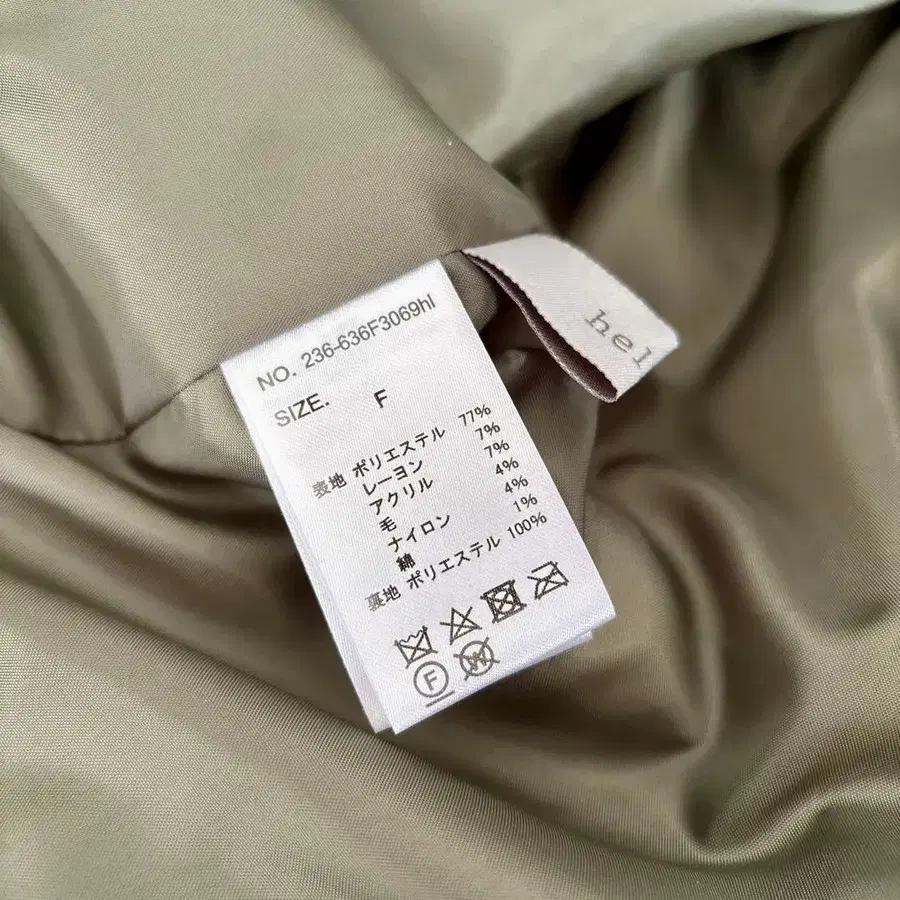 NO. 236-636F3069hl
SIZE. F
表地 ポリエステル 77%
レーヨン 7%
アクリル 7%
毛 4%
ナイロン 4%
綿 1%
裏地 ポリエステル 100%
F
W
hel